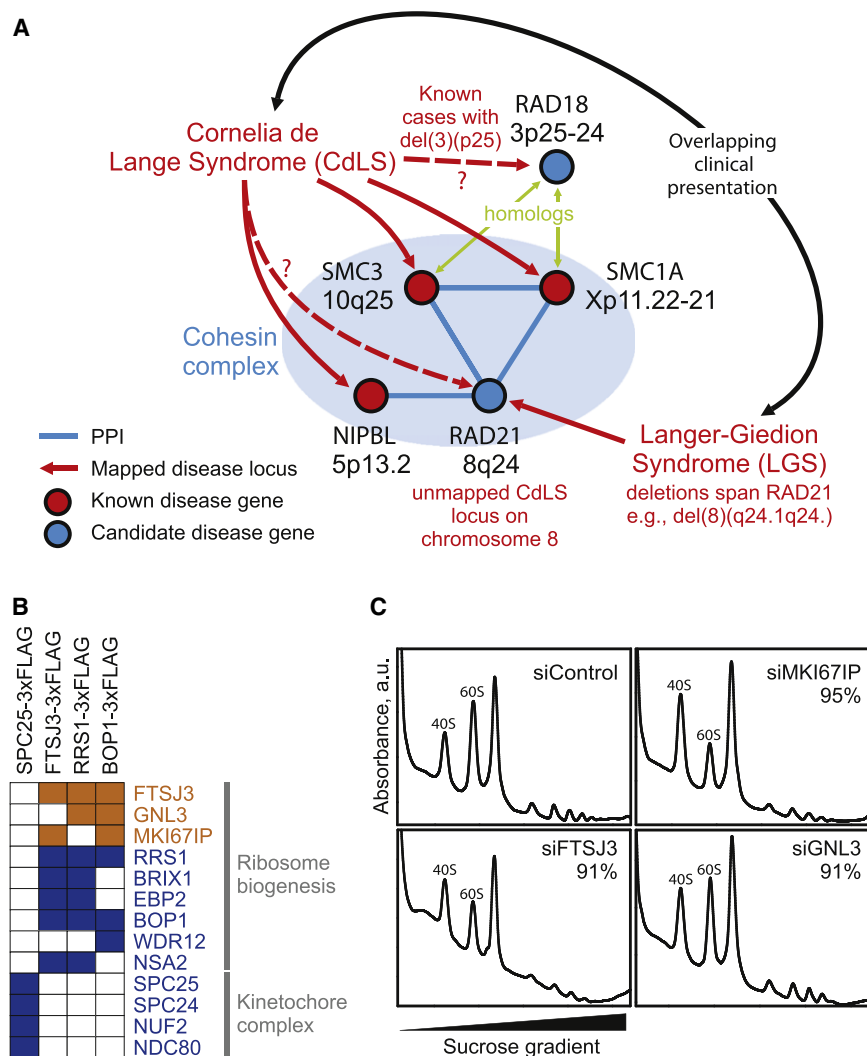 A
Cornelia de
Lange Syndrome (CdLS)
Known
cases with
del(3)(p25)
?
RAD18
3p25-24
Overlapping
clinical
presentation
homologs
?
SMC3
10q25
SMC1A
Xp11.22-21
Cohesin
complex
NIPBL
5p13.2
RAD21
8q24
unmapped CdLS
locus on
chromosome 8
Langer-Giedion
Syndrome (LGS)
deletions span RAD21
e.g., del(8)(q24.1q24.)
PPI
Mapped disease locus
Known disease gene
Candidate disease gene
B
SPC25-3xFLAG
FTSJ3-3xFLAG
RRS1-3xFLAG
BOP1-3xFLAG
FTSJ3
GNL3
MKI67IP
RRS1
BRIX1
EBP2
BOP1
WDR12
NSA2
SPC25
SPC24
NUF2
NDC80
Ribosome
biogenesis
Kinetochore
complex
C
Absorbance, a.u.
siControl
40S
60S
siMKI67IP
95%
40S
60S
siFTSJ3
91%
40S
60S
siGNL3
91%
40S
60S
Sucrose gradient